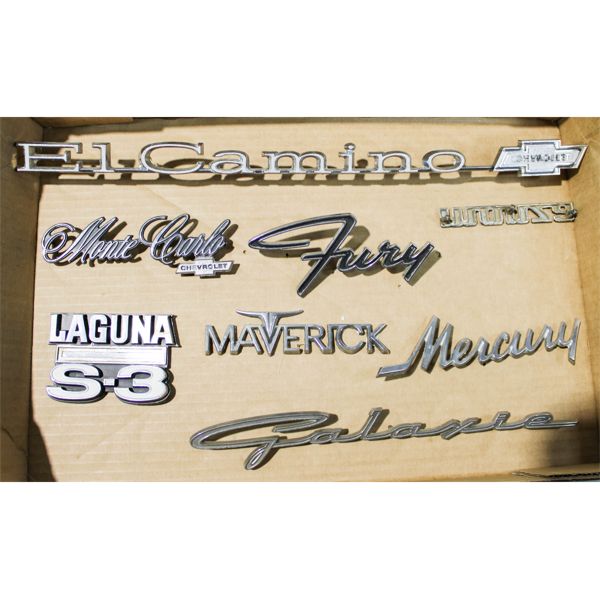 El Camino CHEVROLET
Monte Carlo
CHEVROLET
Fury
LAGUNA
S-3
MAVERICK
Mercury
Galaxie